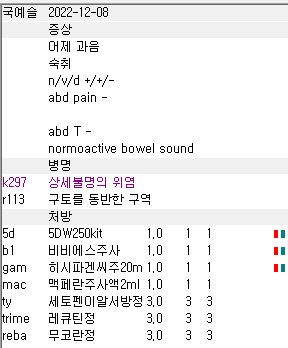 국예슬 2022-12-08
증상
어제 과음
숙취
n/v/d +/+/-
abd pain -
abd T -
normoactive bowel sound
병명
k297 상세불명의 위염
r113 구토를 동반한 구역
처방
5d 5DW250kit 1,0 1 1
b1 비비에스주사 1,0 1 1
gam 히시파겐씨주20m 1,0 1 1
mac 맥페란주사액2ml 1,0 1 1
ty 세토펜이알서방정 3,0 3 3
trime 레큐틴정 3,0 3 3
reba 무코란정 3,0 3 3